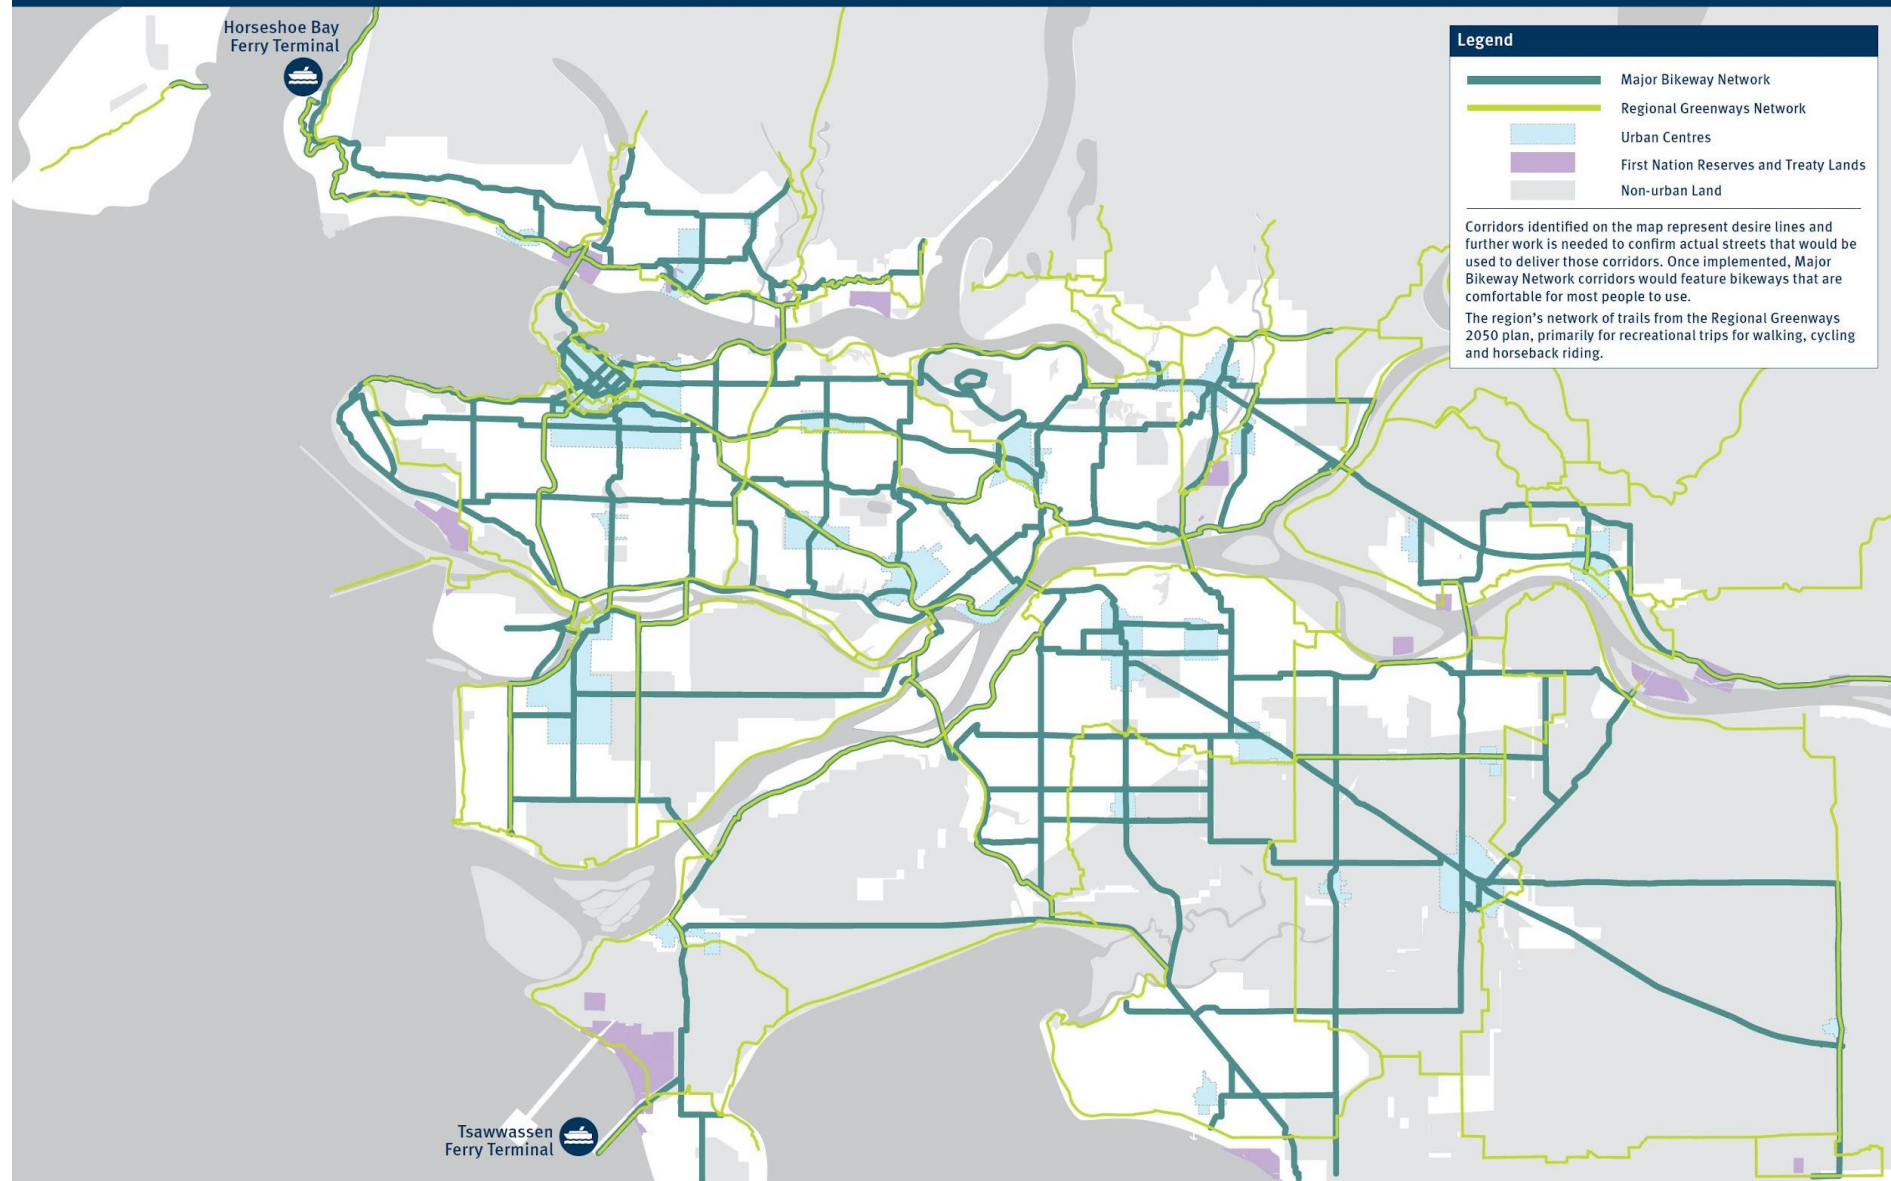 Horseshoe Bay
Ferry Terminal
Legend
Major Bikeway Network
Regional Greenways Network
Urban Centres
First Nation Reserves and Treaty Lands
Non-urban Land
Corridors identified on the map represent desire lines and
further work is needed to confirm actual streets that would be
used to deliver those corridors. Once implemented, Major
Bikeway Network corridors would feature bikeways that are
comfortable for most people to use.
The region’s network of trails from the Regional Greenways
2050 plan, primarily for recreational trips for walking, cycling
and horseback riding.
Tsawwassen
Ferry Terminal